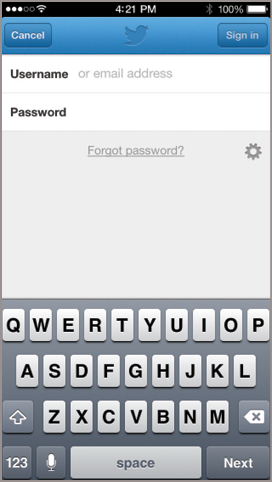 4:21 PM 100%
Cancel Sign in
Username or email address
Password
Forgot password?
Q W E R T Y U I O P
A S D F G H J K L
Z X C V B N M
123 space Next